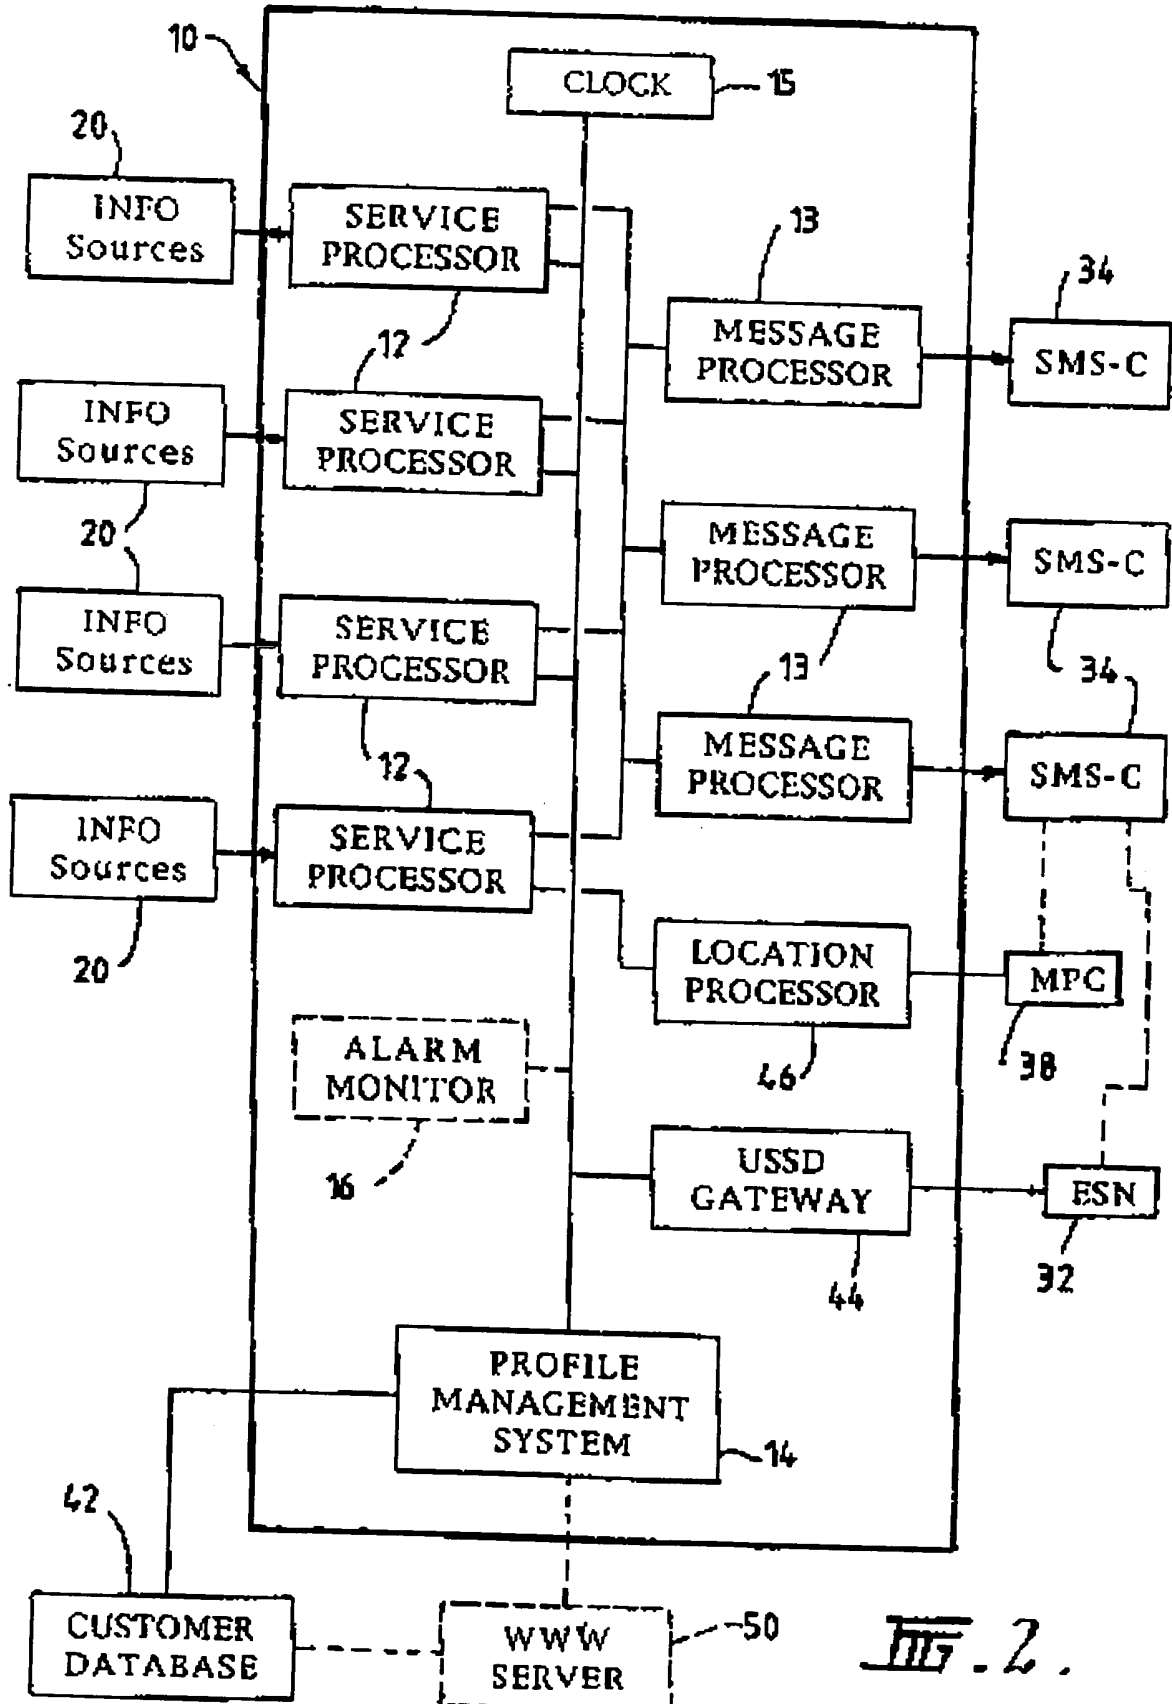 10
CLOCK
15
20
INFO
Sources
SERVICE
PROCESSOR
13
34
12
MESSAGE
PROCESSOR
SMS-C
INFO
Sources
SERVICE
PROCESSOR
20
MESSAGE
PROCESSOR
SMS-C
INFO
Sources
SERVICE
PROCESSOR
13
34
12
MESSAGE
PROCESSOR
SMS-C
INFO
Sources
SERVICE
PROCESSOR
20
LOCATION
PROCESSOR
MPC
ALARM
MONITOR
46
38
16
USSD
GATEWAY
ESN
44
32
PROFILE
MANAGEMENT
SYSTEM
14
42
CUSTOMER
DATABASE
WWW
SERVER
50
FIG. 2.